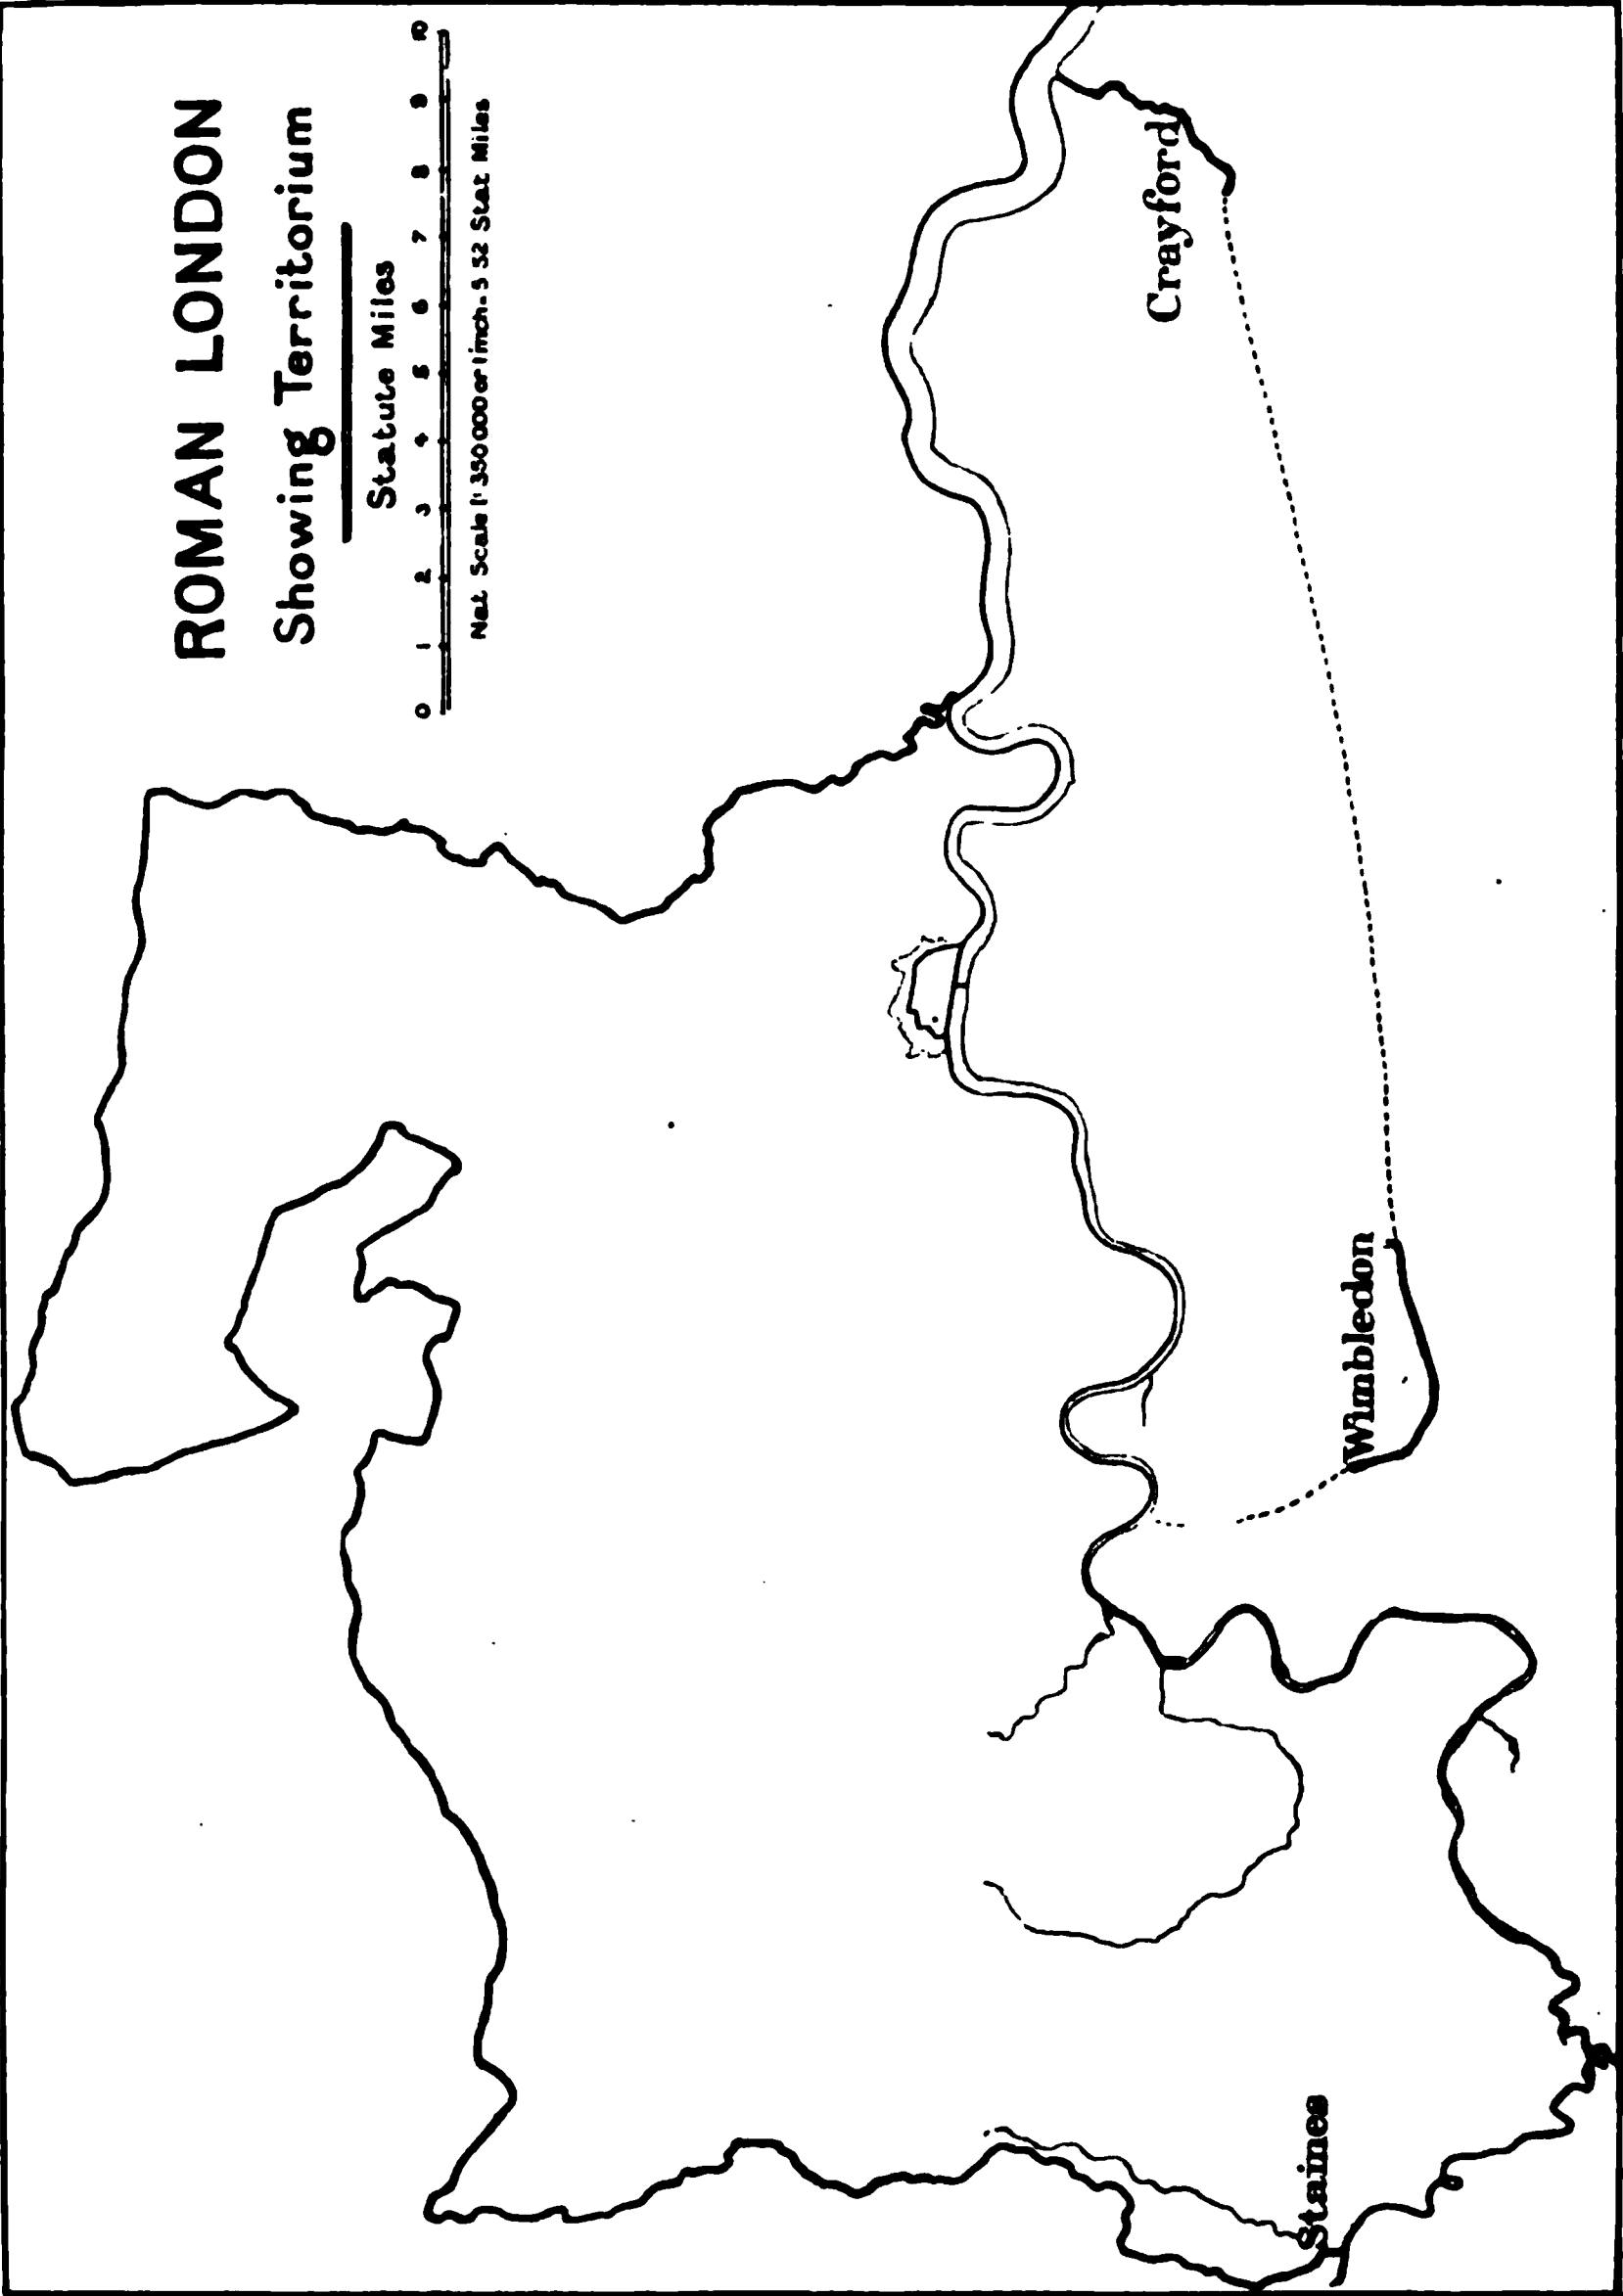 ROMAN LONDON
Showing Territorium
Statute Miles
0 1 2 3 4 5 6 7 8 9 10
Nat Scale 1:350000 or 1 inch=5 52 Stat Miles
Crayford
Wimbledon
Staines